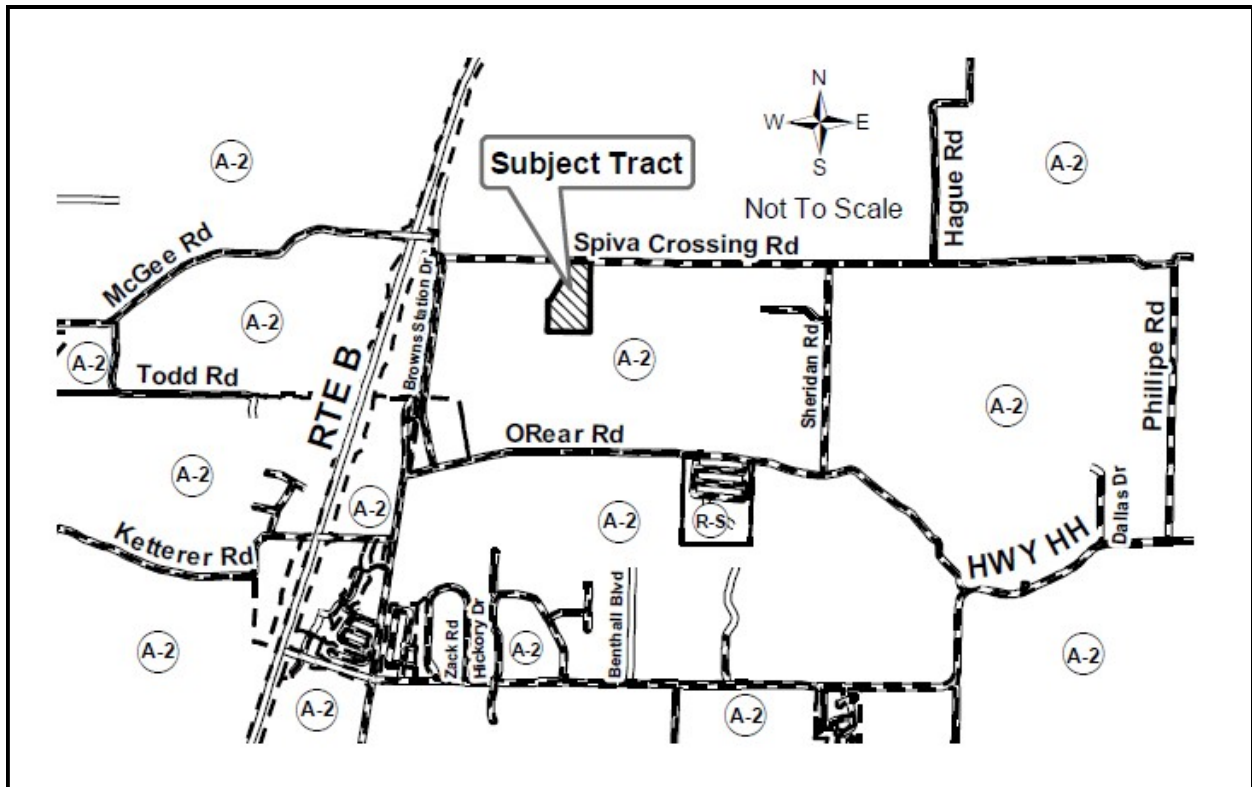 N
A-2
A-2
W E
Subject Tract
S
Hague Rd
Not To Scale
McGee Rd
Spiva Crossing Rd
Browns Station Dr
A-2
A-2
A-2
Todd Rd
RTE B
Sheridan Rd
Phillipe Rd
A-2
ORear Rd
A-2
A-2
A-2
R-S
Dallas Dr
Ketterer Rd
HWY HH
Zack Rd
Hickory Dr
A-2
Benthall Blvd
A-2
A-2
A-2
A-2